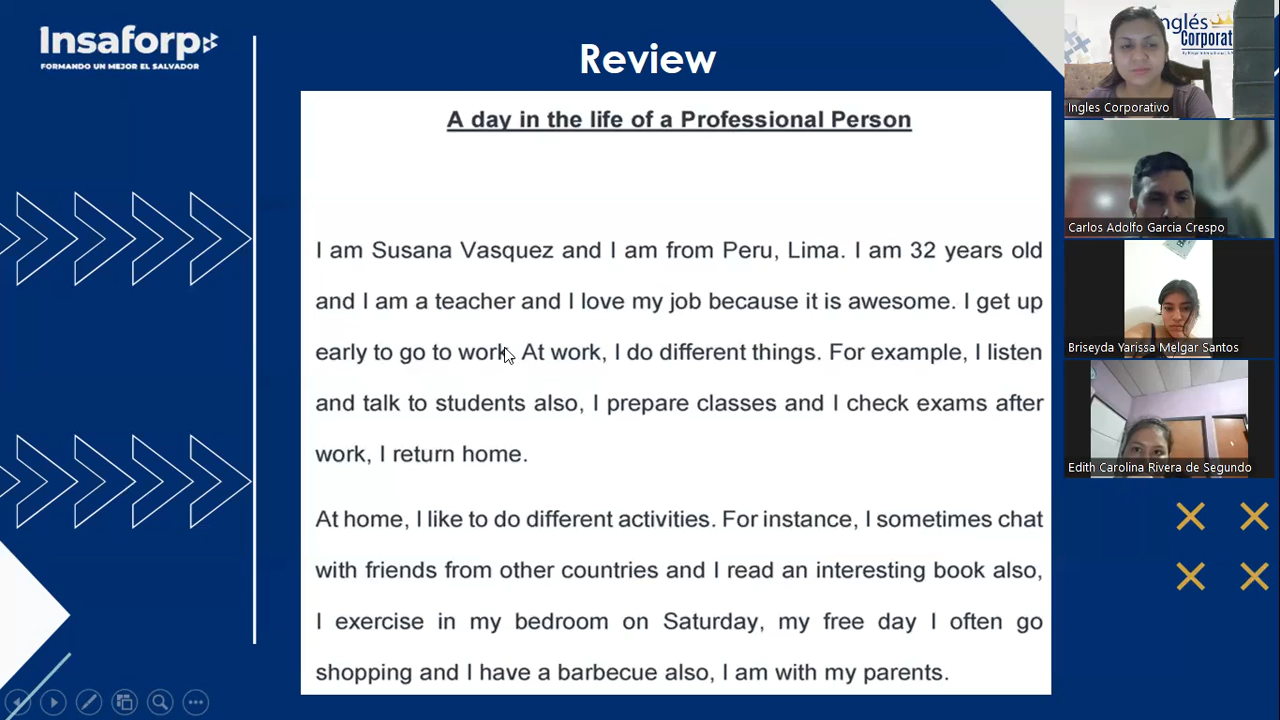 Insaforp
FORMANDO UN MEJOR EL SALVADOR
Review
A day in the life of a Professional Person
I am Susana Vasquez and I am from Peru, Lima. I am 32 years old
and I am a teacher and I love my job because it is awesome. I get up
early to go to work. At work, I do different things. For example, I listen
and talk to students also, I prepare classes and I check exams after
work, I return home.
At home, I like to do different activities. For instance, I sometimes chat
with friends from other countries and I read an interesting book also,
I exercise in my bedroom on Saturday, my free day I often go
shopping and I have a barbecue also, I am with my parents.
Inglés
Corporat
Ingles Corporativo
Carlos Adolfo Garcia Crespo
Briseyda Yarissa Melgar Santos
Edith Carolina Rivera de Segundo